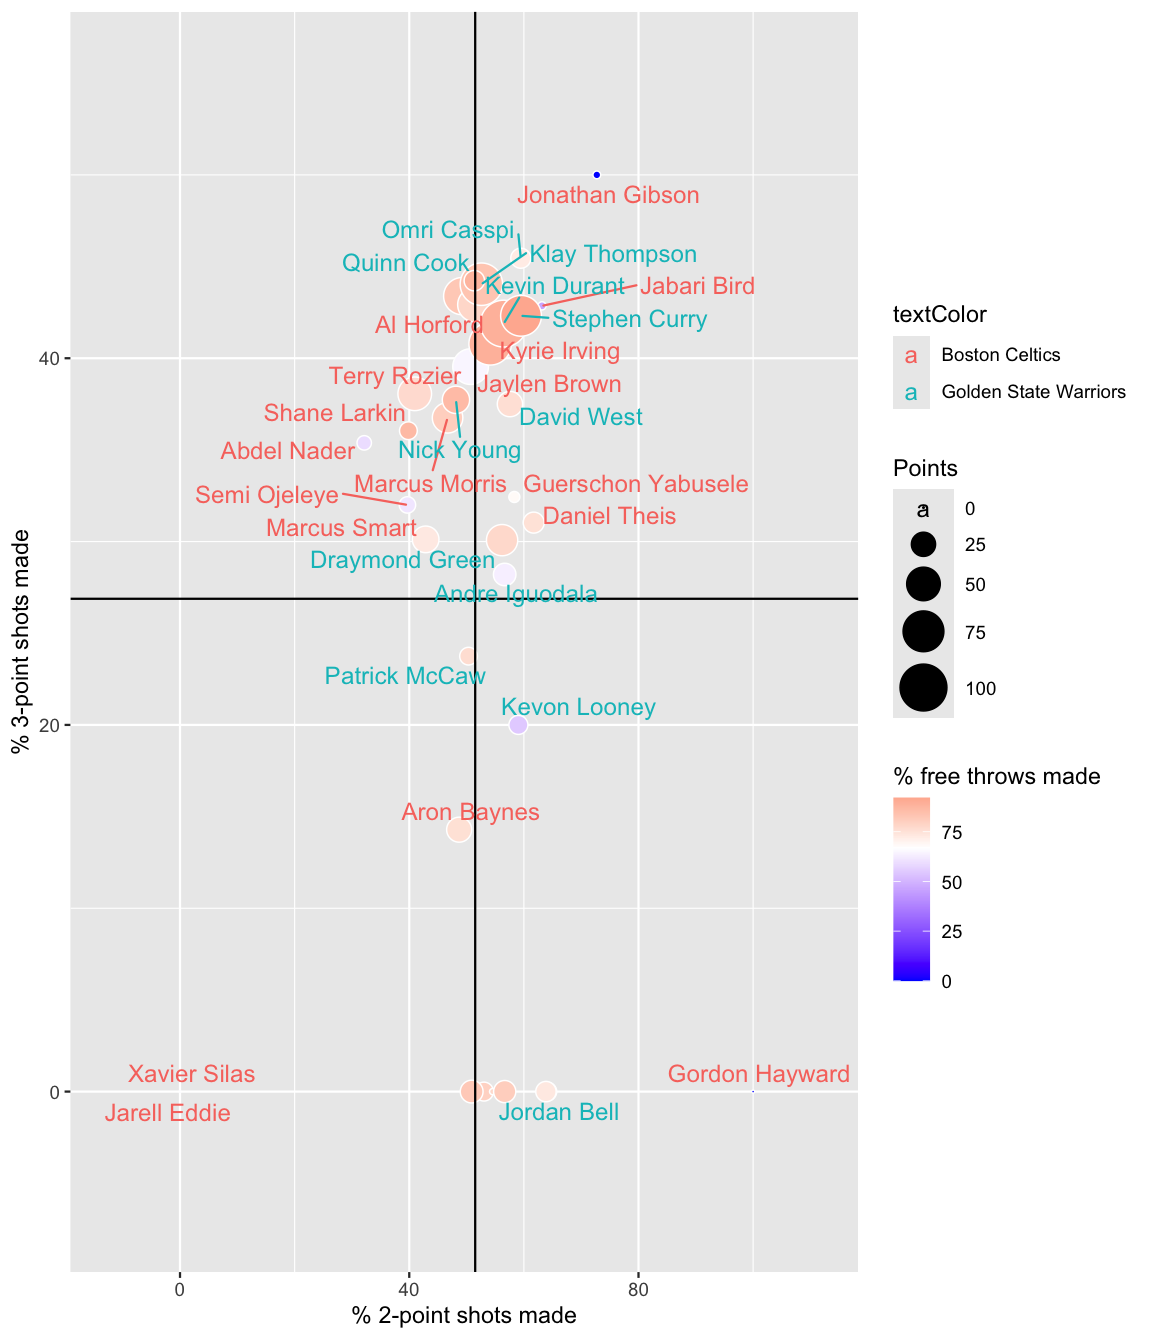 Jonathan Gibson
Omri Casspi
Klay Thompson
Quinn Cook
Kevin Durant
Jabari Bird
Al Horford
Stephen Curry
Kyrie Irving
Terry Rozier
Jaylen Brown
Shane Larkin
David West
Abdel Nader
Nick Young
Marcus Morris
Guerschon Yabusele
Semi Ojeleye
Daniel Theis
Marcus Smart
Draymond Green
Andre Iguodala
Patrick McCaw
Kevon Looney
Aron Baynes
Xavier Silas
Gordon Hayward
Jarell Eddie
Jordan Bell
40
20
0
% 3-point shots made
0
40
80
% 2-point shots made
textColor
a Boston Celtics
a Golden State Warriors
Points
a 0
25
50
75
100
% free throws made
75
50
25
0